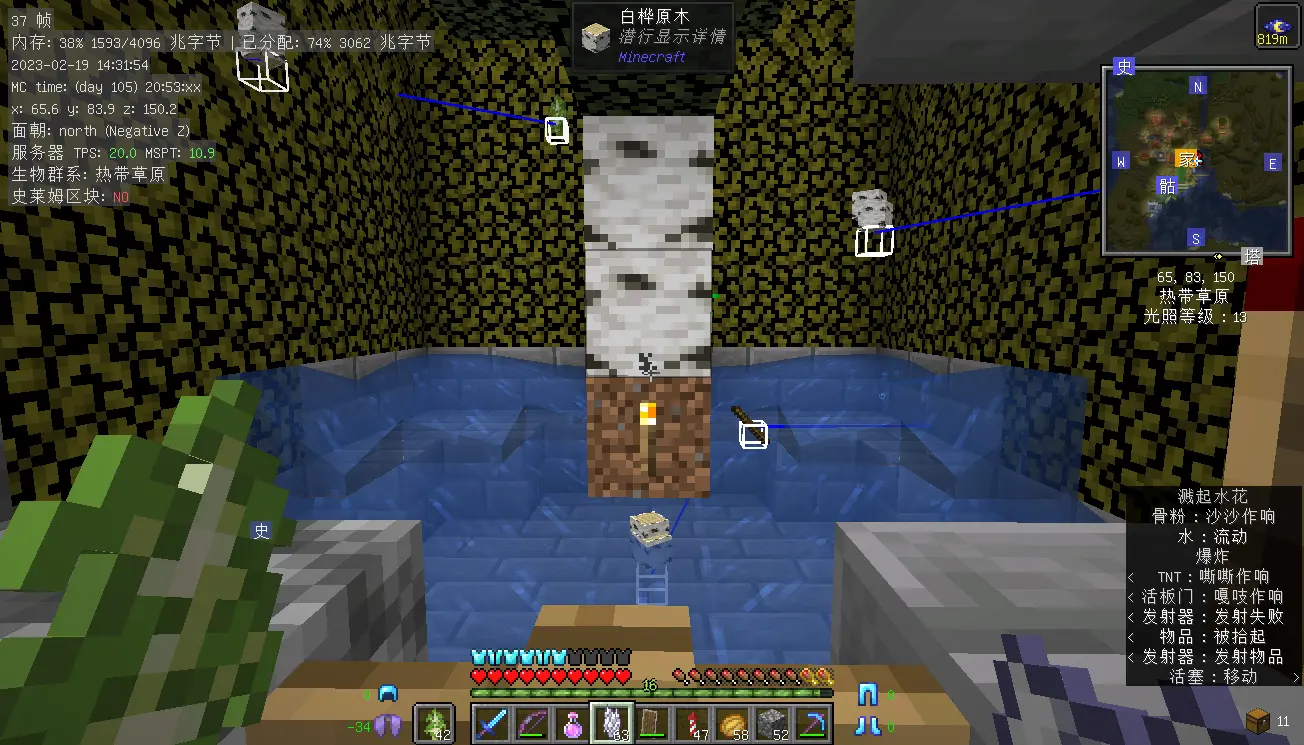 37 帧
内存: 38% 1593/4096 兆字节 | 已分配: 74% 3062 兆字节
2023-02-19 14:31:54
MC time: (day 105) 20:53:xx
x: 65.6 y: 83.9 z: 150.2
面朝: north (Negative Z)
服务器 TPS: 20.0 MSPT: 10.9
生物群系: 热带草原
史莱姆区块: NO
白桦原木
潜行显示详情
Minecraft
819m
史
N
W
家
E
骷
S
塔
65, 83, 150
热带草原
光照等级：13
史
溅起水花
骨粉：沙沙作响
水：流动
爆炸
< TNT：嘶嘶作响
< 活板门：嘎吱作响
< 发射器：发射失败
< 物品：被拾起
< 发射器：发射物品
活塞：移动 >
16
0
-34
0
0
42
63
47
58
52
11